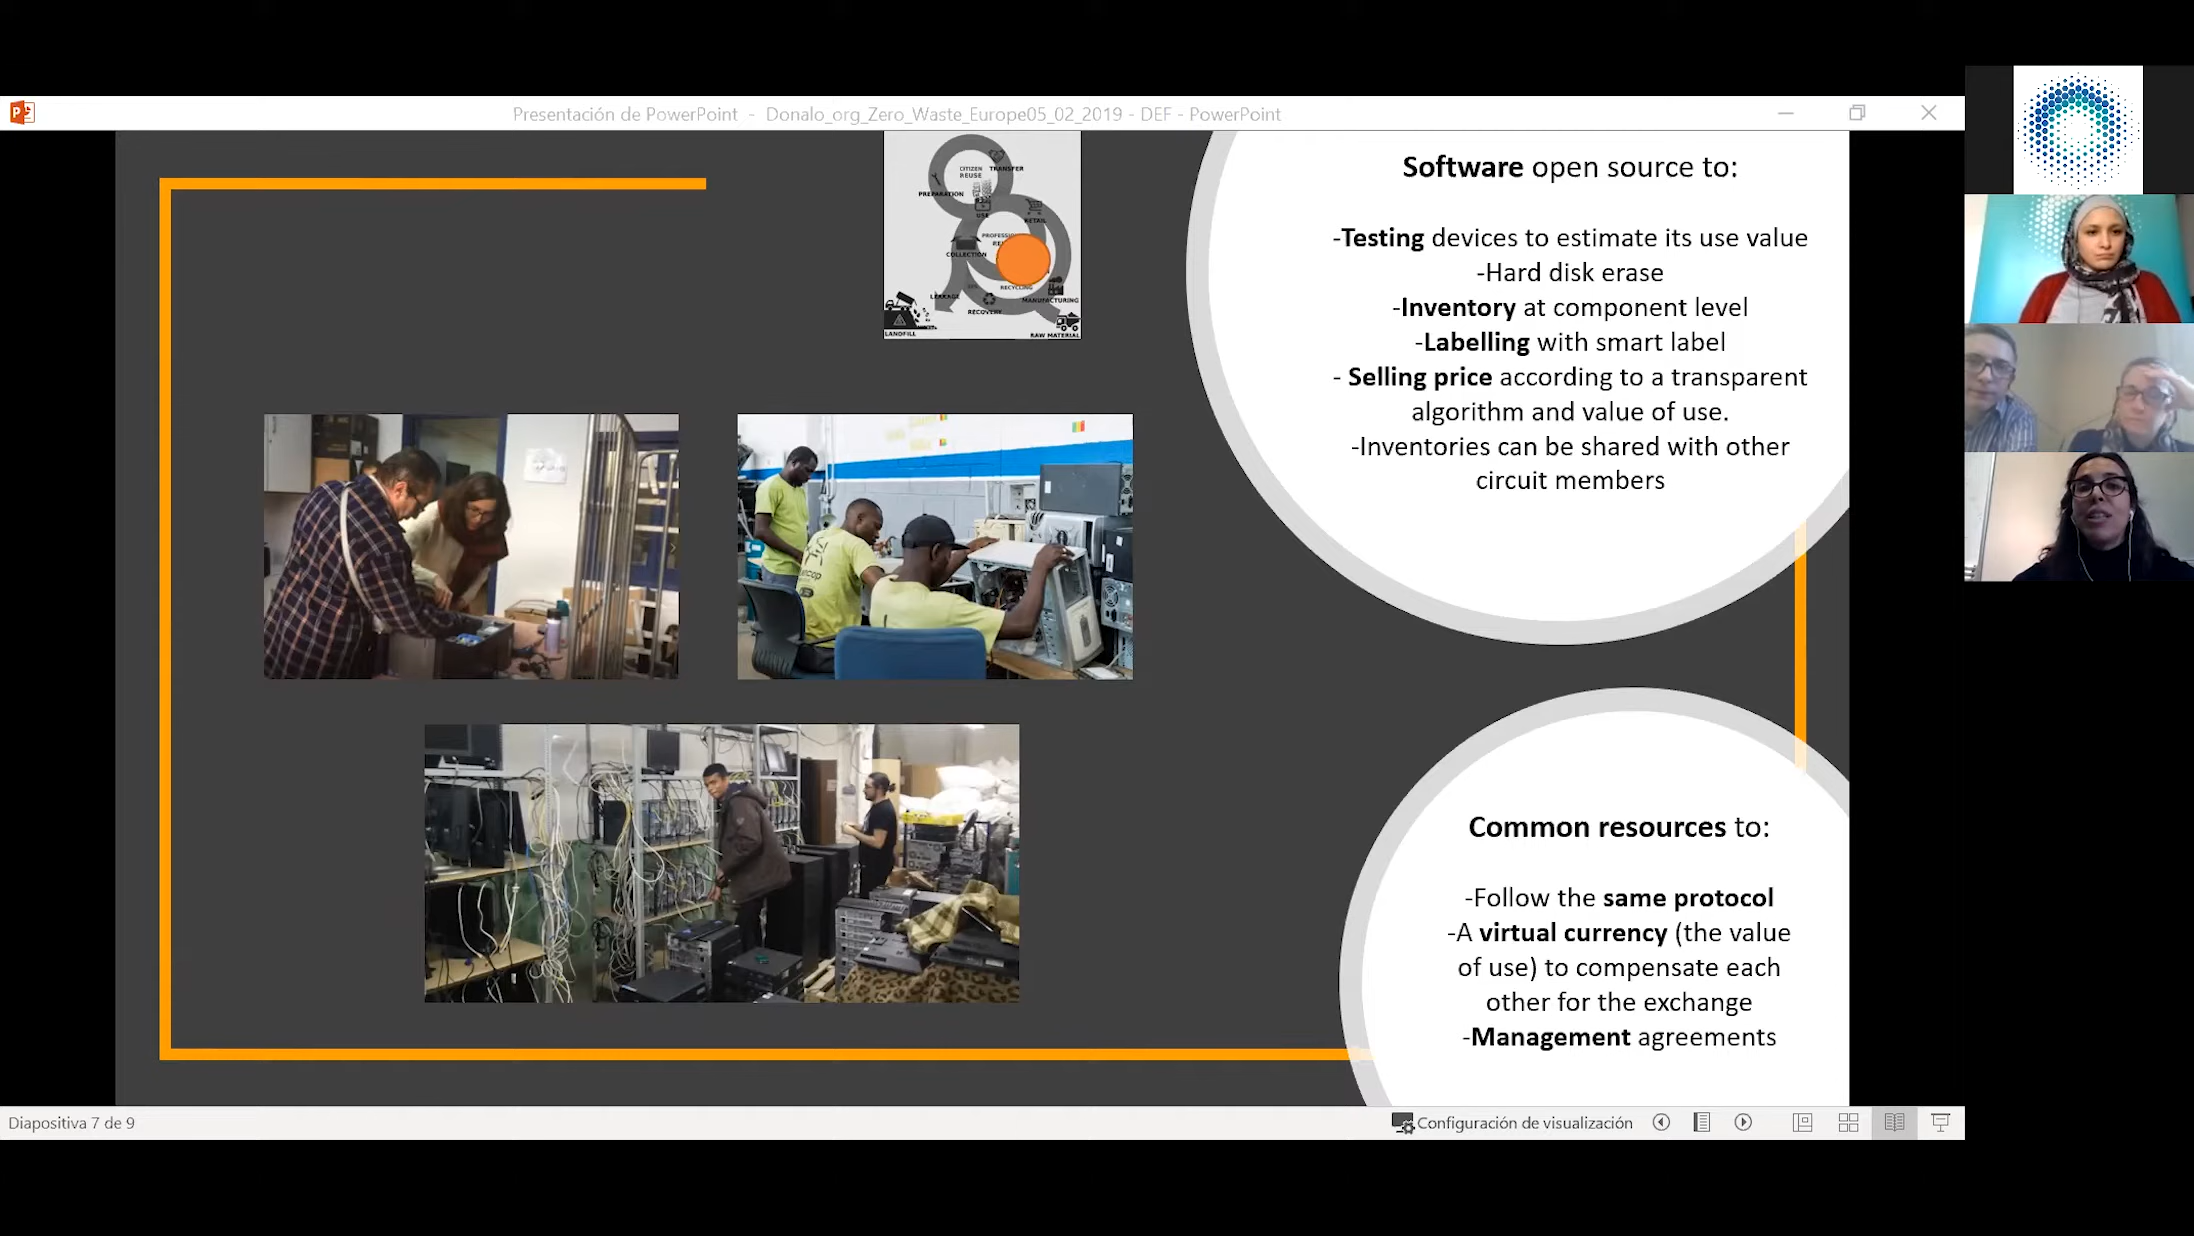 Presentación de PowerPoint - Donalo_org_Zero_Waste_Europe05_02_2019 - DEF - PowerPoint
CITIZEN REUSE
TRANSFER
PREPARATION
USE
RETAIL
COLLECTION
LEAKAGE
RECYCLING
MANUFACTURING
RECOVERY
LANDFILL
RAW MATERIAL
Software open source to:
-Testing devices to estimate its use value
-Hard disk erase
-Inventory at component level
-Labelling with smart label
- Selling price according to a transparent
algorithm and value of use.
-Inventories can be shared with other
circuit members
Common resources to:
-Follow the same protocol
-A virtual currency (the value
of use) to compensate each
other for the exchange
-Management agreements
Diapositiva 7 de 9
Configuración de visualización